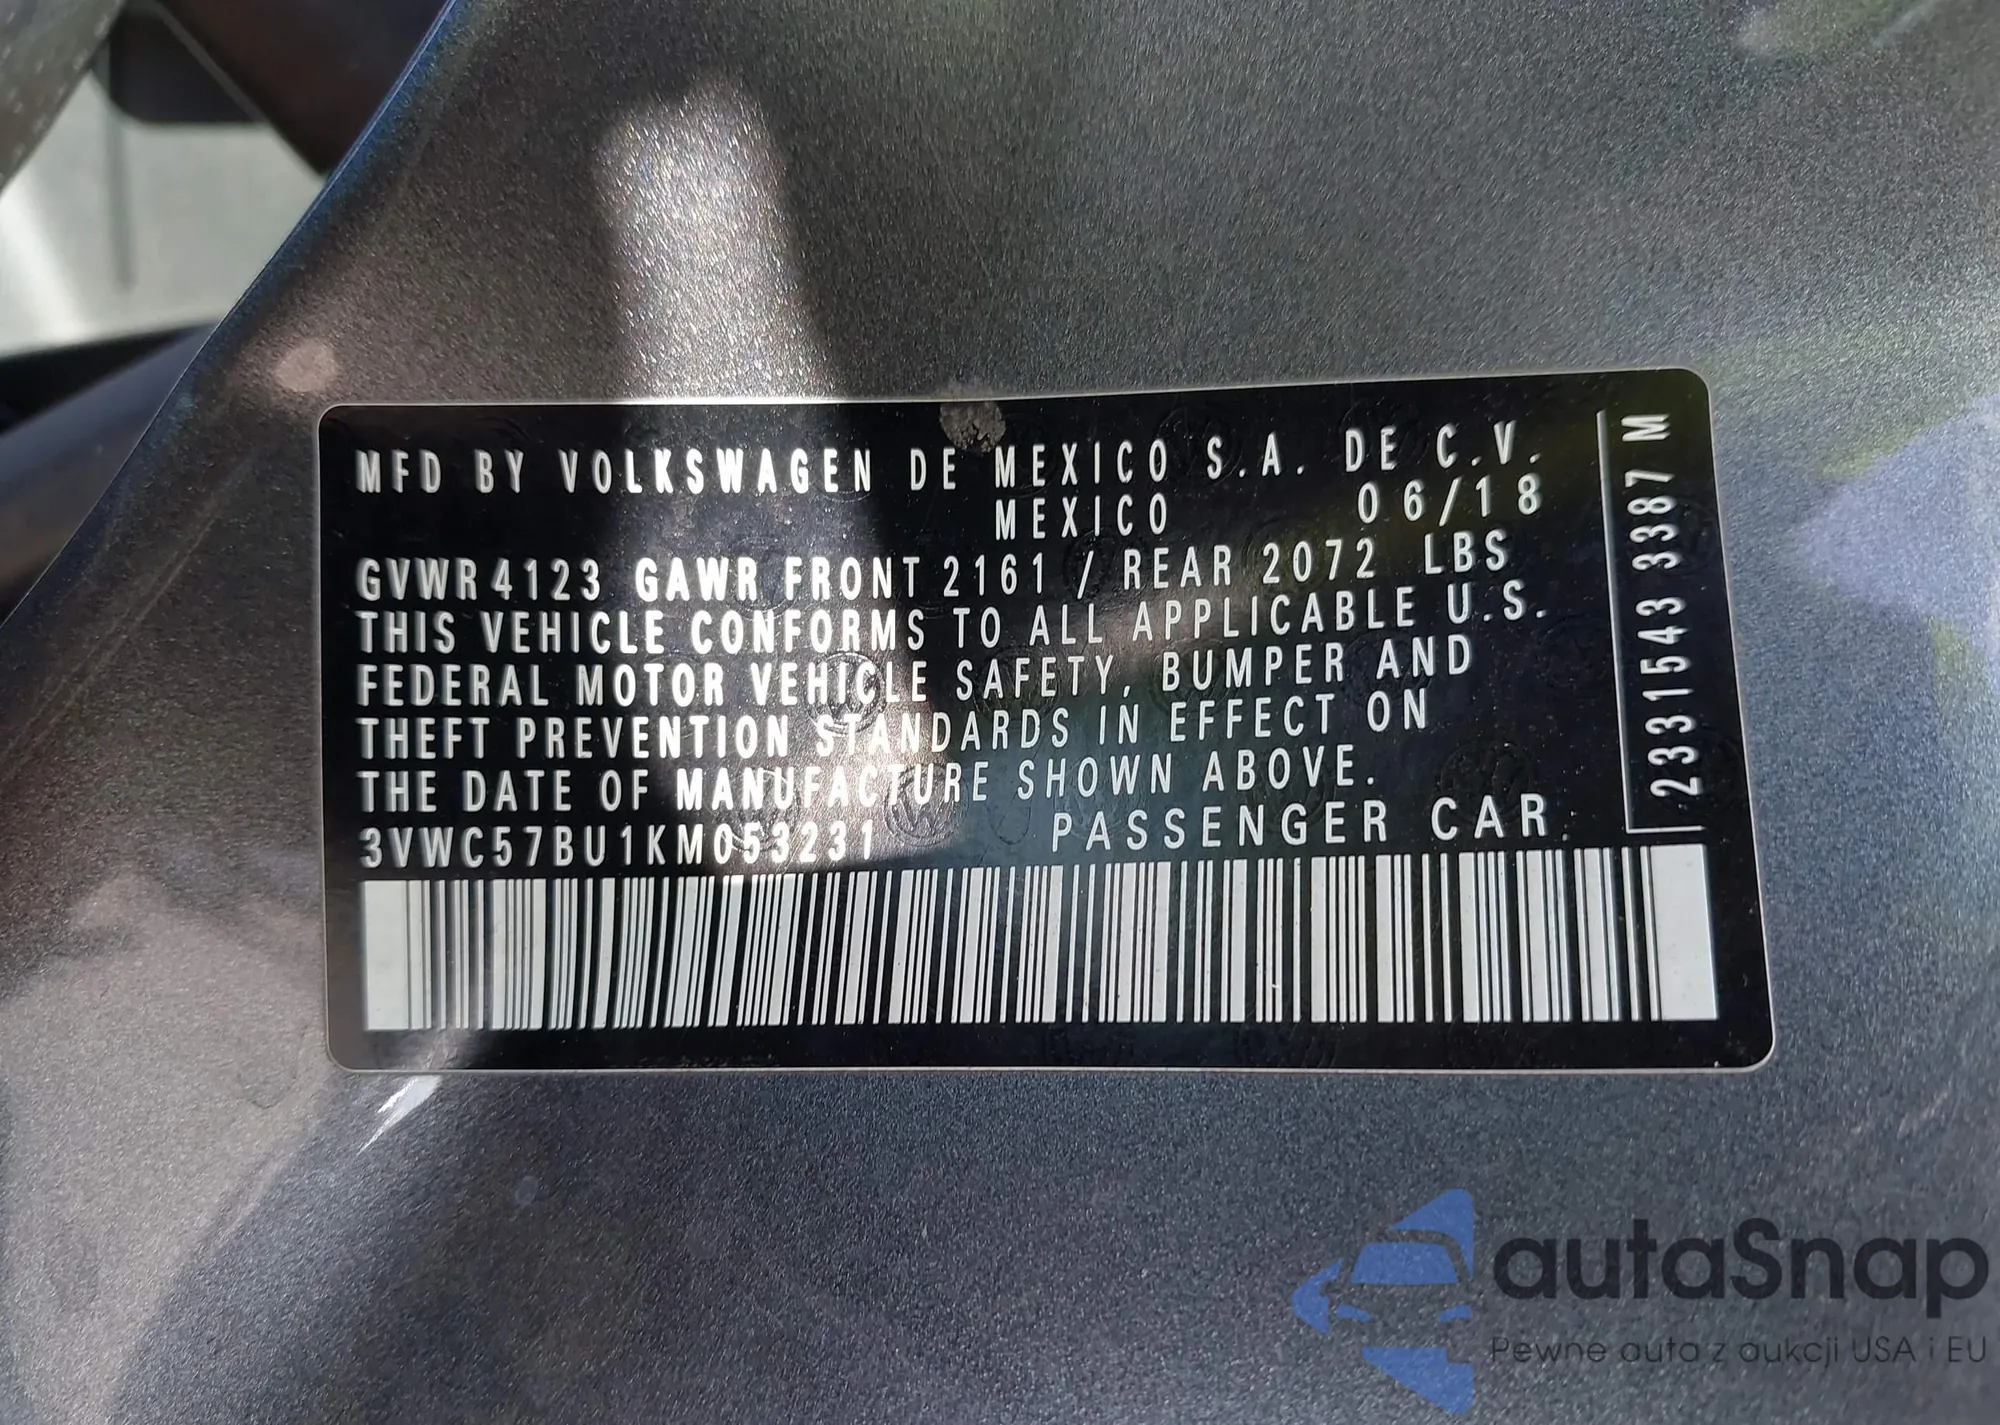 MFD BY VOLKSWAGEN DE MEXICO S.A. DE C.V.
MEXICO 06/18
GVWR 4123 GAWR FRONT 2161 / REAR 2072 LBS
THIS VEHICLE CONFORMS TO ALL APPLICABLE U.S.
FEDERAL MOTOR VEHICLE SAFETY, BUMPER AND
THEFT PREVENTION STANDARDS IN EFFECT ON
THE DATE OF MANUFACTURE SHOWN ABOVE.
3VWC57BU1KM053231 PASSENGER CAR
2331543 3387 M
autaSnap
Pewne auta z aukcji USA i EU